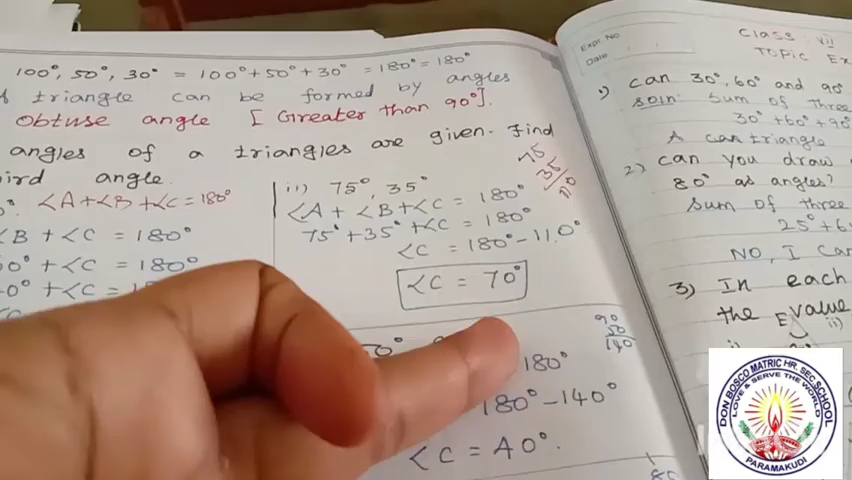 100°, 50°, 30° = 100°+50°+30° = 180° = 180°
triangle can be formed by angles
Obtuse angle [Greater than 90°].
angles of a triangles are given. Find
angle.
<A+<B+<C = 180°
<B + <C = 180°
+ <C = 180°
+ <C =
ii) 75°, 35°
<A + <B + <C = 180°
75° + 35° + <C = 180°
<C = 180° - 110°
<C = 70°
75
35
110
90
50
140
180°
180° - 140°
<C = 40°.
Expt No.
Date
Class: vii
Topic Ex
1) can 30°, 60° and 90°
soln: Sum of three
30° + 60° + 90°
A can triangle
2) can you draw
80° as angles?
Sum of three
25° +
NO, I can
3) In each
the value
ii)
DON BOSCO MATRIC HR. SEC. SCHOOL
LOVE & SERVE THE WORLD
PARAMAKUDI